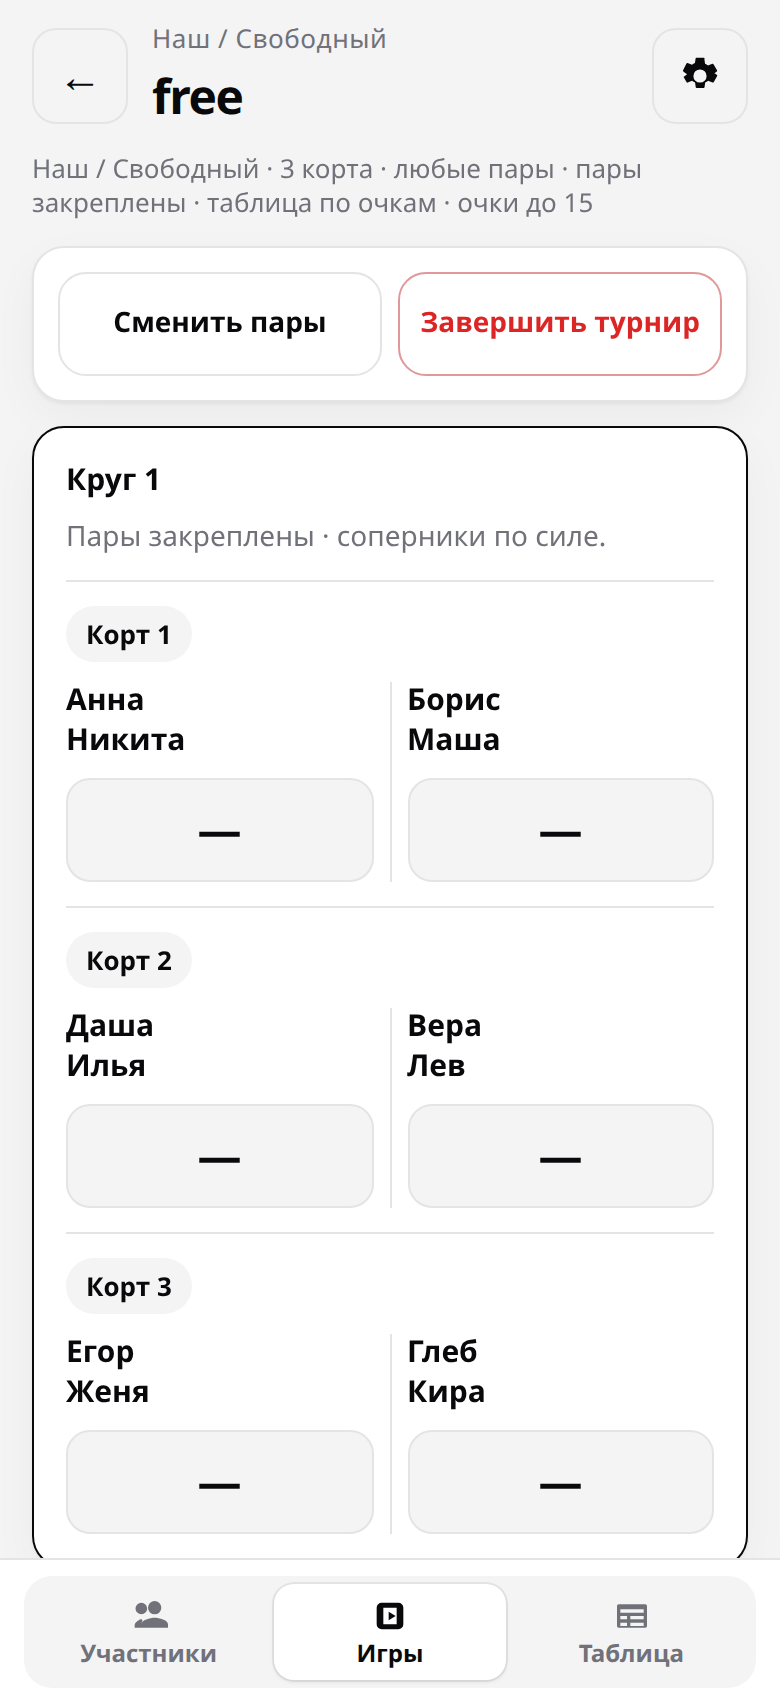 ←
Наш / Свободный
free
Наш / Свободный · 3 корта · любые пары · пары
закреплены · таблица по очкам · очки до 15
Сменить пары
Завершить турнир
Круг 1
Пары закреплены · соперники по силе.
Корт 1
Анна
Никита
Борис
Маша
—
—
Корт 2
Даша
Илья
Вера
Лев
—
—
Корт 3
Егор
Женя
Глеб
Кира
—
—
Участники
Игры
Таблица